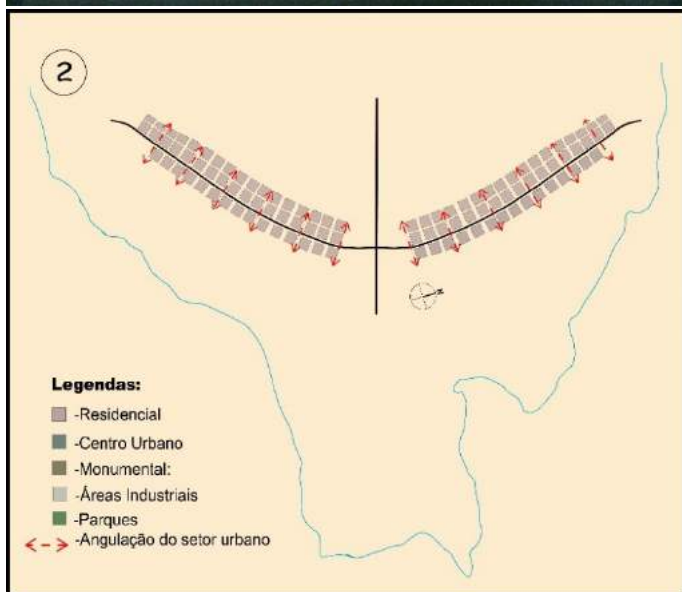 2
N
Legendas:
-Residencial
-Centro Urbano
-Monumental:
-Áreas Industriais
-Parques
-Angulação do setor urbano